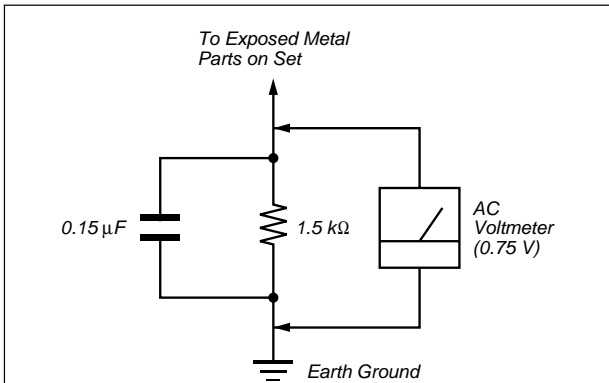 To Exposed Metal
Parts on Set
0.15 μF
1.5 kΩ
AC
Voltmeter
(0.75 V)
Earth Ground